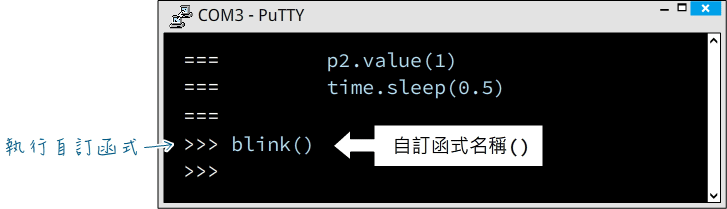 COM3 - PuTTY
===         p2.value(1)
===         time.sleep(0.5)
===
執行自訂函式 >>> blink() 自訂函式名稱()
>>>